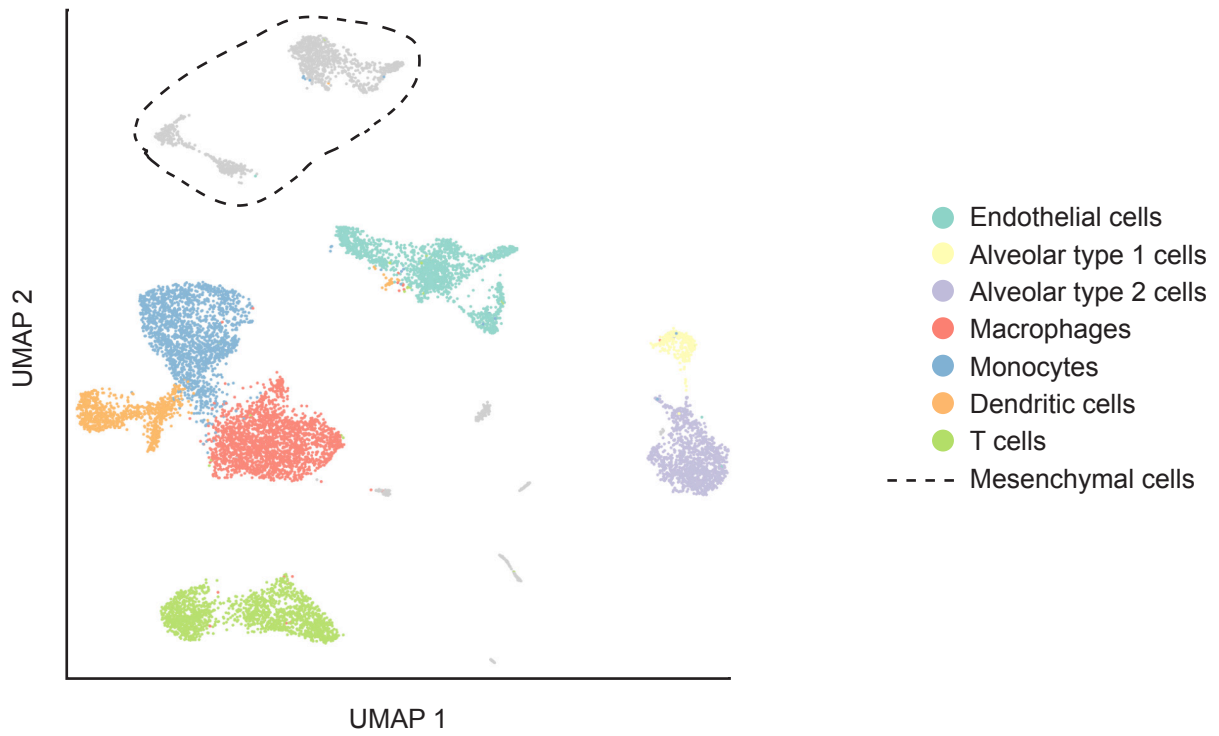 UMAP 2
UMAP 1
Endothelial cells
Alveolar type 1 cells
Alveolar type 2 cells
Macrophages
Monocytes
Dendritic cells
T cells
Mesenchymal cells